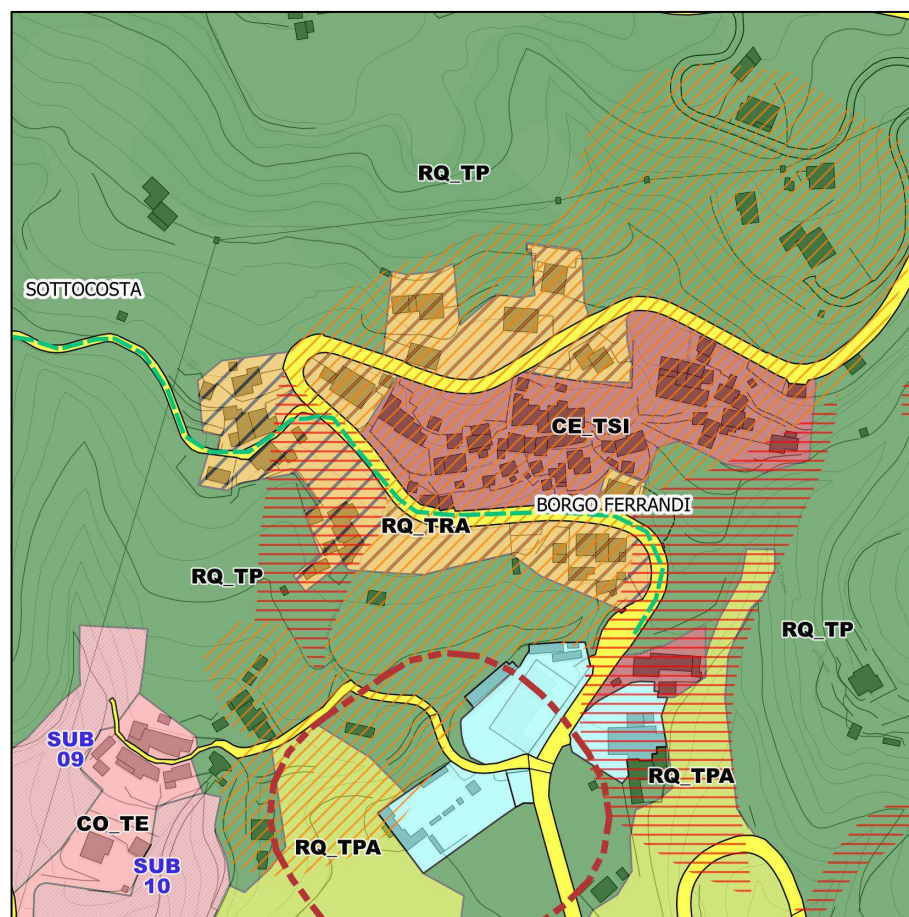 RQ_TP
SOTTOCOSTA
CE_TSI
BORGO FERRANDI
RQ_TRA
RQ_TP
RQ_TP
SUB
09
RQ_TPA
CO_TE
RQ_TPA
SUB
10